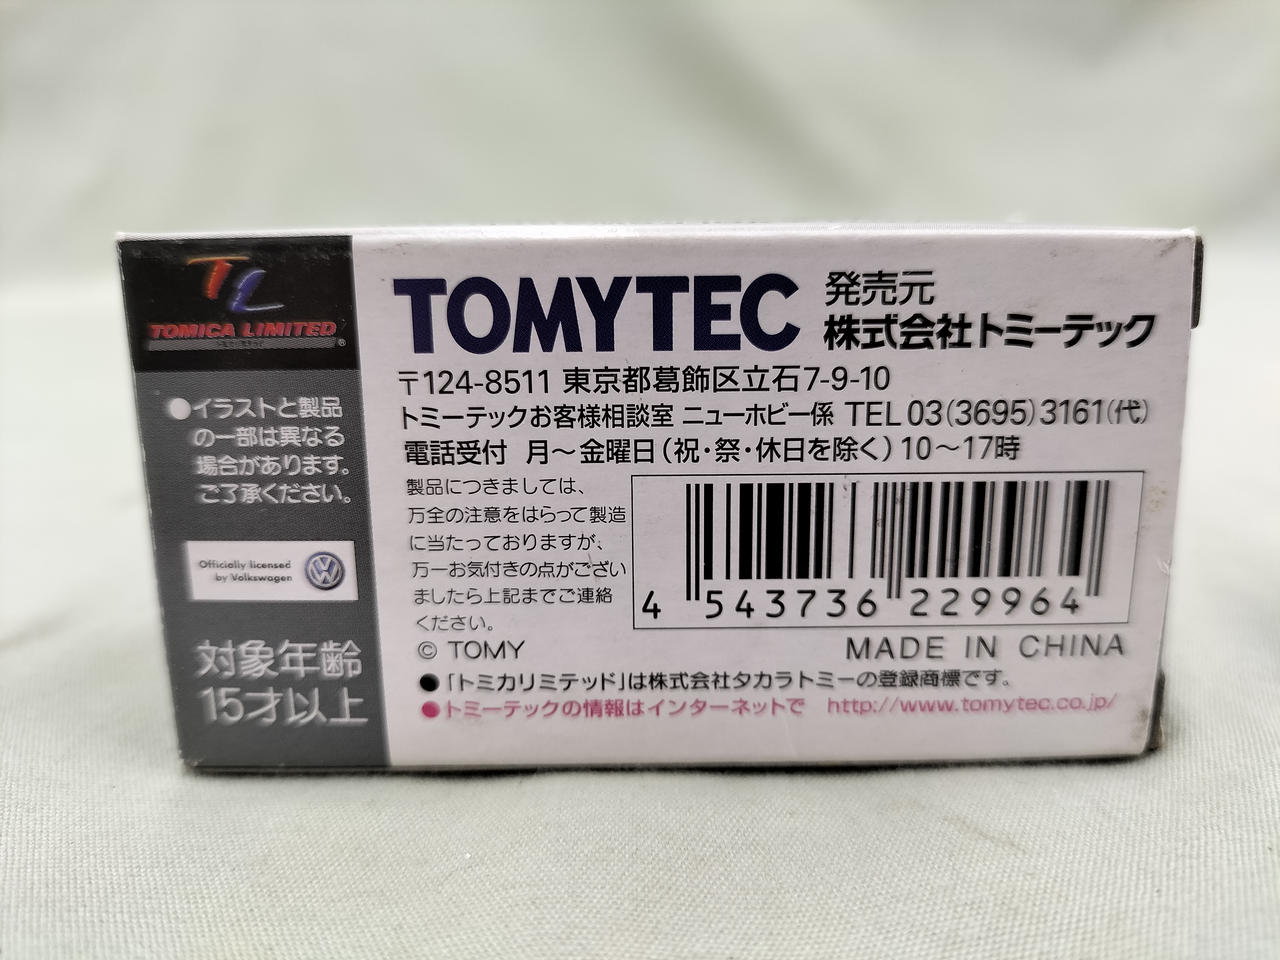 TL
TOMICA LIMITED
●イラストと製品
の一部は異なる
場合があります。
ご了承ください。
Officially licensed
by Volkswagen
対象年齢
15才以上
TOMYTEC
発売元
株式会社トミーテック
〒124-8511 東京都葛飾区立石7-9-10
トミーテックお客様相談室 ニューホビー係 TEL 03(3695)3161(代)
電話受付 月〜金曜日(祝・祭・休日を除く)10〜17時
製品につきましては、
万全の注意をはらって製造
に当たっておりますが、
万一お気付きの点がござい
ましたら上記までご連絡
ください。
4 543736 229964
© TOMY
MADE IN CHINA
●「トミカリミテッド」は株式会社タカラトミーの登録商標です。
●トミーテックの情報はインターネットで http://www.tomytec.co.jp/